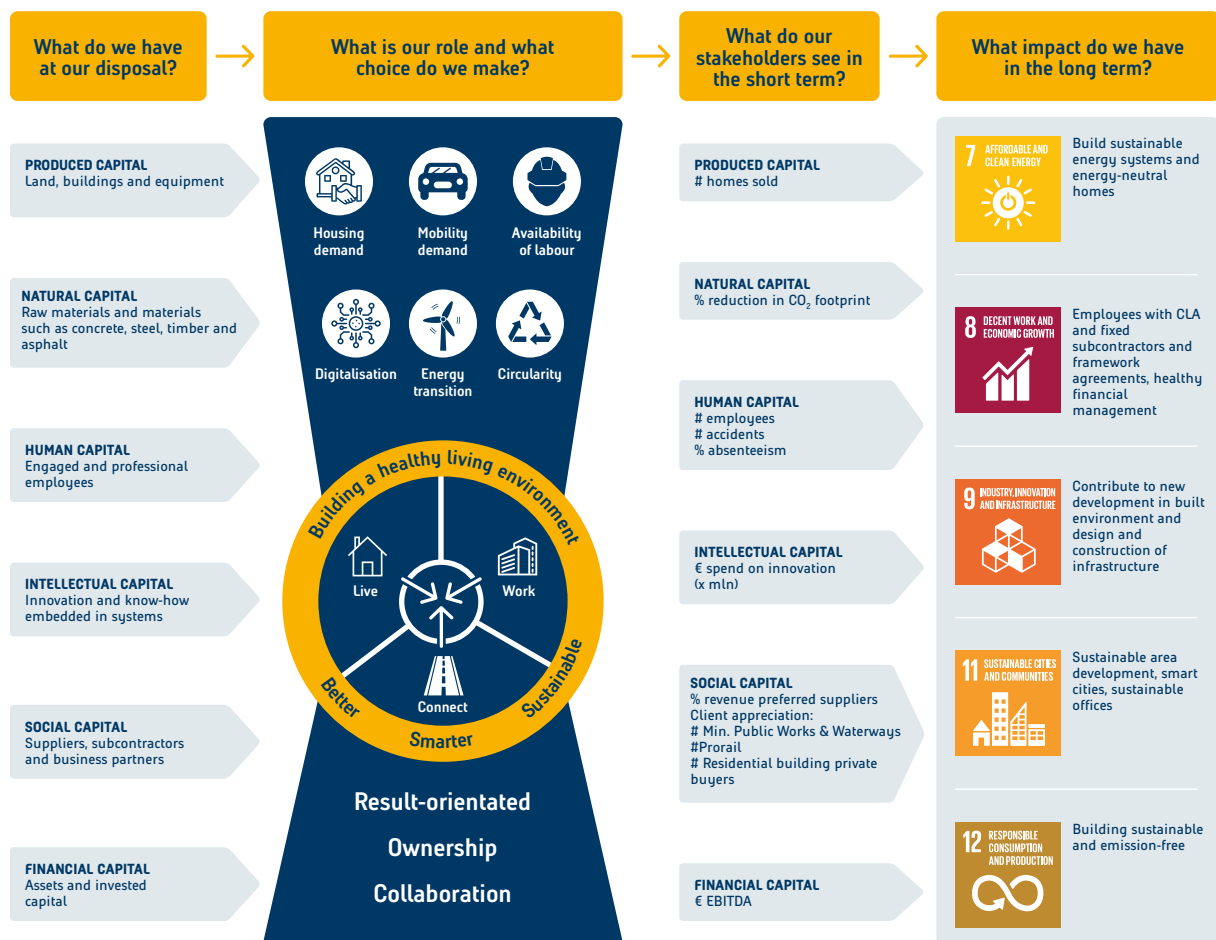 What do we have
at our disposal?
What is our role and what
choice do we make?
What do our
stakeholders see in
the short term?
What impact do we have
in the long term?
PRODUCED CAPITAL
Land, buildings and equipment
NATURAL CAPITAL
Raw materials and materials
such as concrete, steel, timber and
asphalt
HUMAN CAPITAL
Engaged and professional
employees
INTELLECTUAL CAPITAL
Innovation and know-how
embedded in systems
SOCIAL CAPITAL
Suppliers, subcontractors
and business partners
FINANCIAL CAPITAL
Assets and invested
capital
Housing
demand
Mobility
demand
Availability
of labour
Digitalisation
Energy
transition
Circularity
Building a healthy living environment
Live
Work
Connect
Better
Smarter
Sustainable
Result-orientated
Ownership
Collaboration
PRODUCED CAPITAL
# homes sold
NATURAL CAPITAL
% reduction in CO₂ footprint
HUMAN CAPITAL
# employees
# accidents
% absenteeism
INTELLECTUAL CAPITAL
€ spend on innovation
(x mln)
SOCIAL CAPITAL
% revenue preferred suppliers
Client appreciation:
# Min. Public Works & Waterways
#Prorail
# Residential building private
buyers
FINANCIAL CAPITAL
€ EBITDA
7 AFFORDABLE AND
CLEAN ENERGY
Build sustainable
energy systems and
energy-neutral
homes
8 DECENT WORK AND
ECONOMIC GROWTH
Employees with CLA
and fixed
subcontractors and
framework
agreements, healthy
financial
management
9 INDUSTRY, INNOVATION
AND INFRASTRUCTURE
Contribute to new
development in built
environment and
design and
construction of
infrastructure
11 SUSTAINABLE CITIES
AND COMMUNITIES
Sustainable area
development, smart
cities, sustainable
offices
12 RESPONSIBLE
CONSUMPTION
AND PRODUCTION
Building sustainable
and emission-free